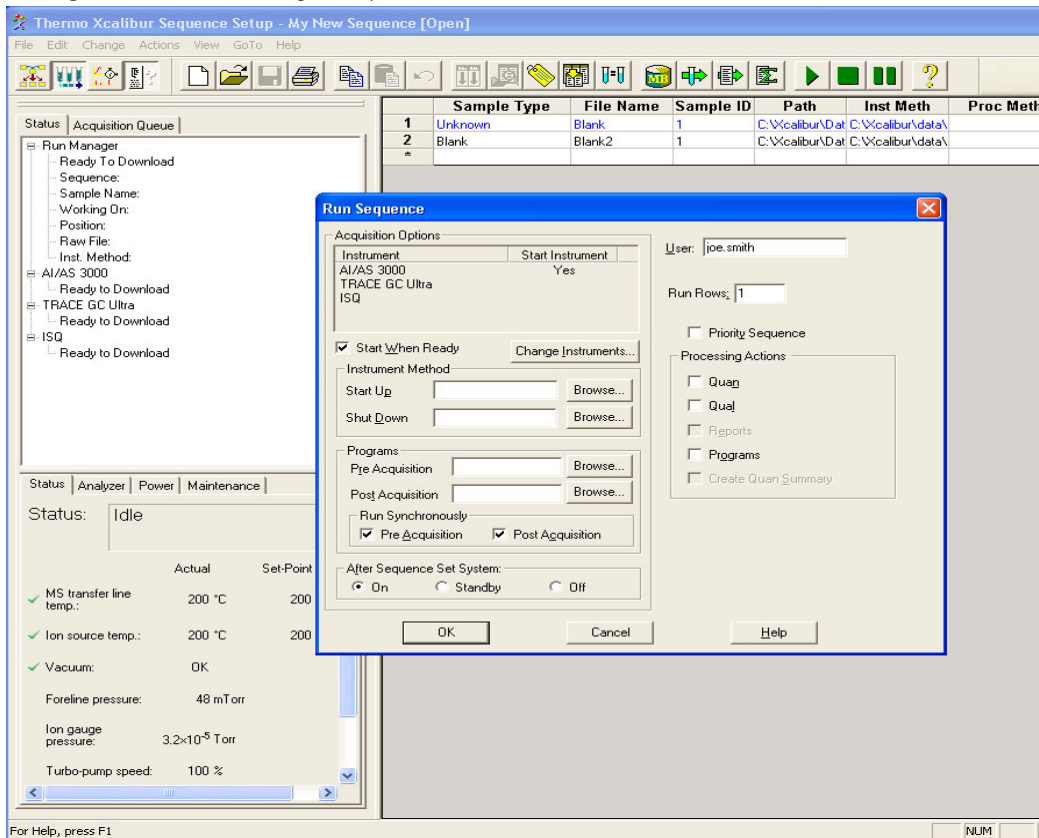 Thermo Xcalibur Sequence Setup - My New Sequence [Open]
File Edit Change Actions View GoTo Help
Sample Type File Name Sample ID Path Inst Meth Proc Meth
1 Unknown Blank 1 C:\Xcalibur\Dat C:\Xcalibur\data\
2 Blank Blank2 1 C:\Xcalibur\Dat C:\Xcalibur\data\
*
Status Acquisition Queue
Run Manager
Ready To Download
Sequence:
Sample Name:
Working On:
Position:
Raw File:
Inst. Method:
AI/AS 3000
Ready to Download
TRACE GC Ultra
Ready to Download
ISQ
Ready to Download
Status Analyzer Power Maintenance
Status: Idle
Actual Set-Point
MS transfer line temp.: 200 °C 200
Ion source temp.: 200 °C 200
Vacuum: OK
Foreline pressure: 48 mTorr
Ion gauge pressure: 3.2×10-5 Torr
Turbo-pump speed: 100 %
Run Sequence
Acquisition Options
Instrument Start Instrument
AI/AS 3000 Yes
TRACE GC Ultra
ISQ
Start When Ready Change Instruments...
Instrument Method
Start Up Browse...
Shut Down Browse...
Programs
Pre Acquisition Browse...
Post Acquisition Browse...
Run Synchronously
Pre Acquisition Post Acquisition
After Sequence Set System:
On Standby Off
User: joe.smith
Run Rows: 1
Priority Sequence
Processing Actions
Quan
Qual
Reports
Programs
Create Quan Summary
OK Cancel Help
For Help, press F1
NUM